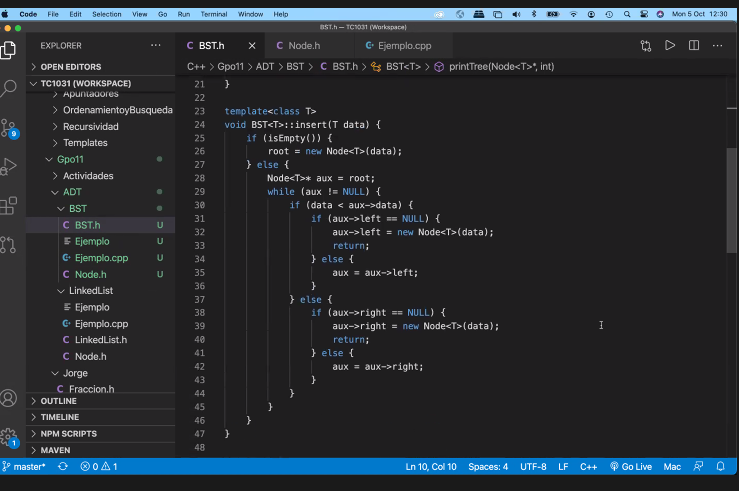 Code File Edit Selection View Go Run Terminal Window Help Mon 5 Oct 12:30
BST.h — TC1031 (Workspace)
EXPLORER
OPEN EDITORS
TC1031 (WORKSPACE)
Apuntadores
OrdenamientoyBusqueda
Recursividad
Templates
Gpo11
Actividades
ADT
BST
BST.h U
Ejemplo U
Ejemplo.cpp U
Node.h U
LinkedList
Ejemplo
Ejemplo.cpp
LinkedList.h
Node.h
Jorge
Fraccion.h
OUTLINE
TIMELINE
NPM SCRIPTS
MAVEN
9
1
BST.h Node.h Ejemplo.cpp
C++ > Gpo11 > ADT > BST > C BST.h > BST<T> > printTree(Node<T>*, int)
21 }
22
23 template<class T>
24 void BST<T>::insert(T data) {
25 if (isEmpty()) {
26 root = new Node<T>(data);
27 } else {
28 Node<T>* aux = root;
29 while (aux != NULL) {
30 if (data < aux->data) {
31 if (aux->left == NULL) {
32 aux->left = new Node<T>(data);
33 return;
34 } else {
35 aux = aux->left;
36 }
37 } else {
38 if (aux->right == NULL) {
39 aux->right = new Node<T>(data);
40 return;
41 } else {
42 aux = aux->right;
43 }
44 }
45 }
46 }
47 }
48
master* 0 1 Ln 10, Col 10 Spaces: 4 UTF-8 LF C++ Go Live Mac